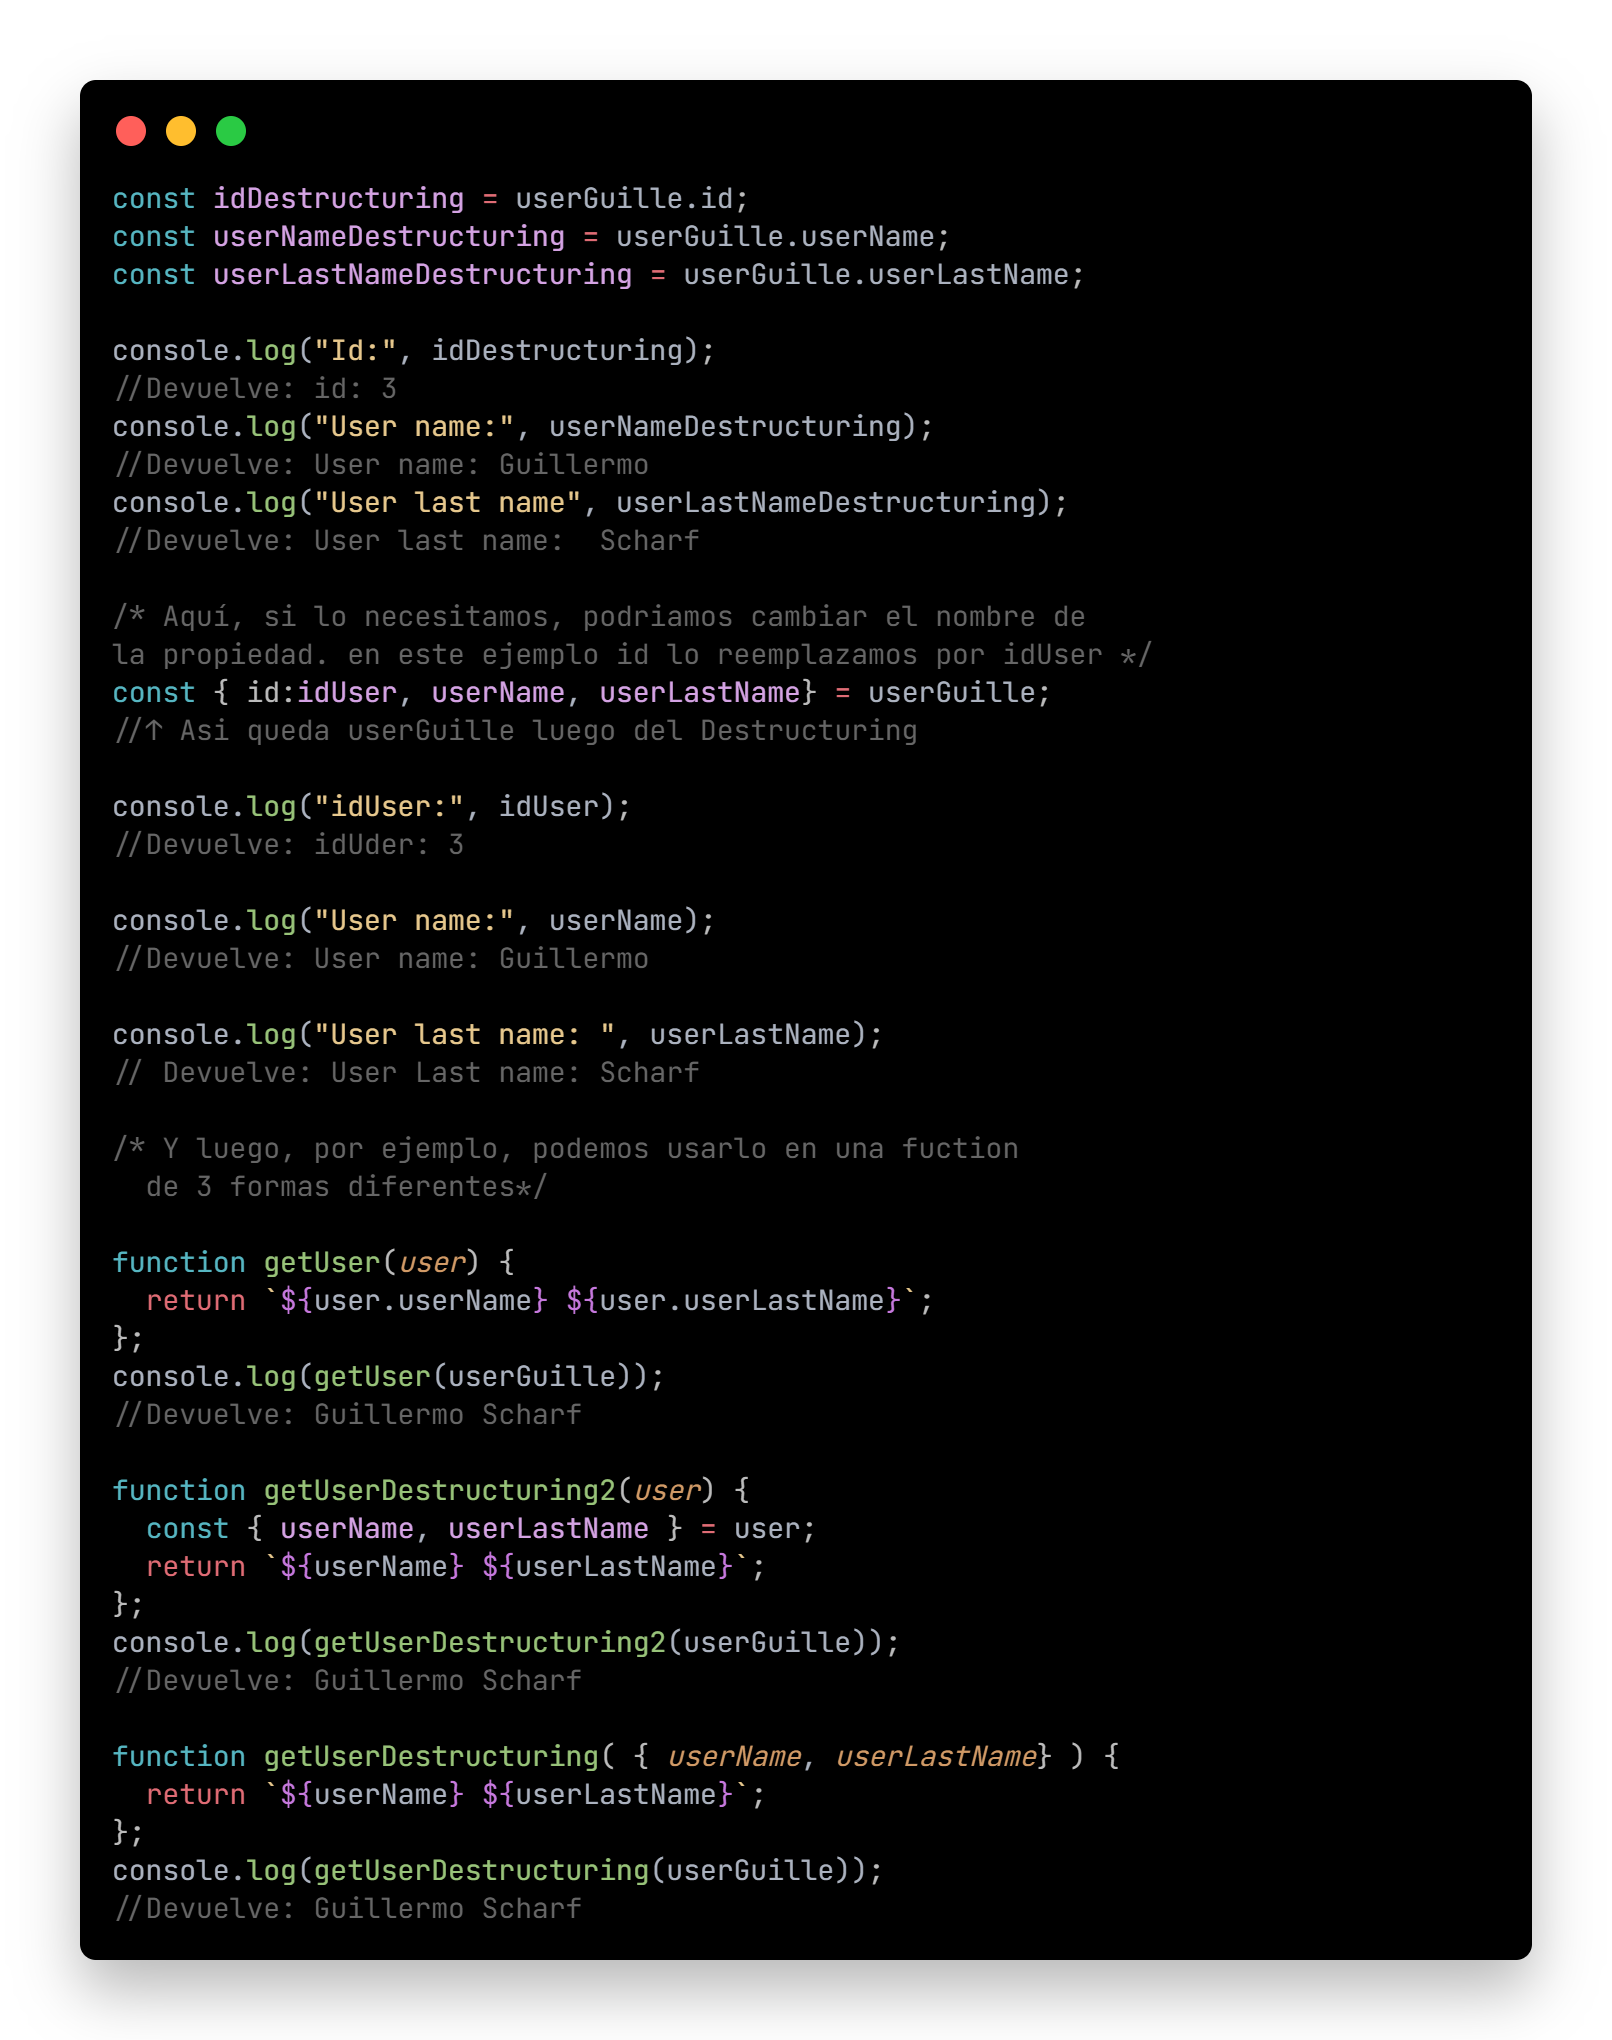 const idDestructuring = userGuille.id;
const userNameDestructuring = userGuille.userName;
const userLastNameDestructuring = userGuille.userLastName;

console.log("Id:", idDestructuring);
//Devuelve: id: 3
console.log("User name:", userNameDestructuring);
//Devuelve: User name: Guillermo
console.log("User last name", userLastNameDestructuring);
//Devuelve: User last name:  Scharf

/* Aquí, si lo necesitamos, podriamos cambiar el nombre de
la propiedad. en este ejemplo id lo reemplazamos por idUser */
const { id:idUser, userName, userLastName} = userGuille;
//↑ Asi queda userGuille luego del Destructuring

console.log("idUser:", idUser);
//Devuelve: idUder: 3

console.log("User name:", userName);
//Devuelve: User name: Guillermo

console.log("User last name: ", userLastName);
// Devuelve: User Last name: Scharf

/* Y luego, por ejemplo, podemos usarlo en una fuction
  de 3 formas diferentes*/

function getUser(user) {
  return `${user.userName} ${user.userLastName}`;
};
console.log(getUser(userGuille));
//Devuelve: Guillermo Scharf

function getUserDestructuring2(user) {
  const { userName, userLastName } = user;
  return `${userName} ${userLastName}`;
};
console.log(getUserDestructuring2(userGuille));
//Devuelve: Guillermo Scharf

function getUserDestructuring( { userName, userLastName} ) {
  return `${userName} ${userLastName}`;
};
console.log(getUserDestructuring(userGuille));
//Devuelve: Guillermo Scharf